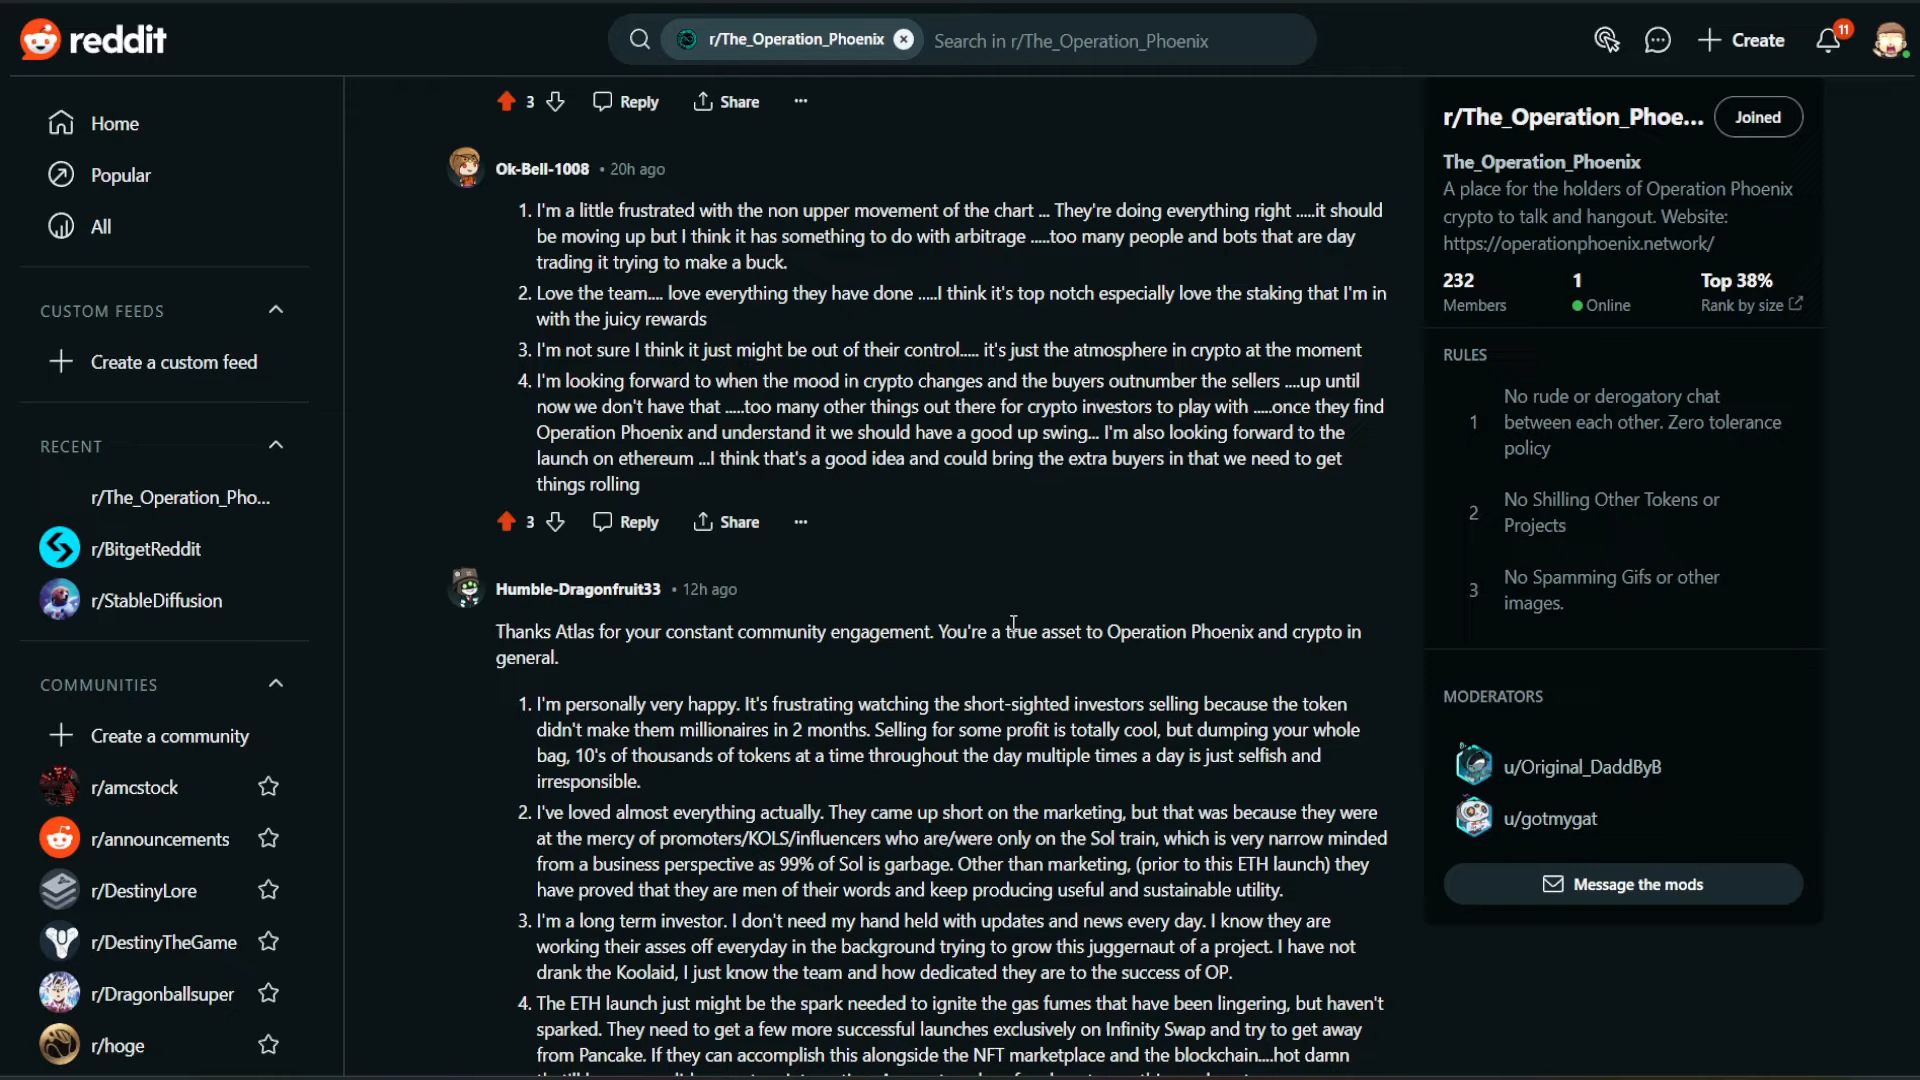 reddit
r/The_Operation_Phoenix
Search in r/The_Operation_Phoenix
Create
11
Home
Popular
All
CUSTOM FEEDS
Create a custom feed
RECENT
r/The_Operation_Pho...
r/BitgetReddit
r/StableDiffusion
COMMUNITIES
Create a community
r/amcstock
r/announcements
r/DestinyLore
r/DestinyTheGame
r/Dragonballsuper
r/hoge
3 Reply Share ...
Ok-Bell-1008 • 20h ago
1. I'm a little frustrated with the non upper movement of the chart ... They're doing everything right .....it should
be moving up but I think it has something to do with arbitrage .....too many people and bots that are day
trading it trying to make a buck.
2. Love the team.... love everything they have done .....I think it's top notch especially love the staking that I'm in
with the juicy rewards
3. I'm not sure I think it just might be out of their control..... it's just the atmosphere in crypto at the moment
4. I'm looking forward to when the mood in crypto changes and the buyers outnumber the sellers ....up until
now we don't have that .....too many other things out there for crypto investors to play with .....once they find
Operation Phoenix and understand it we should have a good up swing... I'm also looking forward to the
launch on ethereum ...I think that's a good idea and could bring the extra buyers in that we need to get
things rolling
3 Reply Share ...
Humble-Dragonfruit33 • 12h ago
Thanks Atlas for your constant community engagement. You're a true asset to Operation Phoenix and crypto in
general.
1. I'm personally very happy. It's frustrating watching the short-sighted investors selling because the token
didn't make them millionaires in 2 months. Selling for some profit is totally cool, but dumping your whole
bag, 10's of thousands of tokens at a time throughout the day multiple times a day is just selfish and
irresponsible.
2. I've loved almost everything actually. They came up short on the marketing, but that was because they were
at the mercy of promoters/KOLS/influencers who are/were only on the Sol train, which is very narrow minded
from a business perspective as 99% of Sol is garbage. Other than marketing, (prior to this ETH launch) they
have proved that they are men of their words and keep producing useful and sustainable utility.
3. I'm a long term investor. I don't need my hand held with updates and news every day. I know they are
working their asses off everyday in the background trying to grow this juggernaut of a project. I have not
drank the Koolaid, I just know the team and how dedicated they are to the success of OP.
4. The ETH launch just might be the spark needed to ignite the gas fumes that have been lingering, but haven't
sparked. They need to get a few more successful launches exclusively on Infinity Swap and try to get away
from Pancake. If they can accomplish this alongside the NFT marketplace and the blockchain....hot damn
r/The_Operation_Phoe...
Joined
The_Operation_Phoenix
A place for the holders of Operation Phoenix
crypto to talk and hangout. Website:
https://operationphoenix.network/
232 1 Top 38%
Members Online Rank by size
RULES
1 No rude or derogatory chat
between each other. Zero tolerance
policy
2 No Shilling Other Tokens or
Projects
3 No Spamming Gifs or other
images.
MODERATORS
u/Original_DaddByB
u/gotmygat
Message the mods